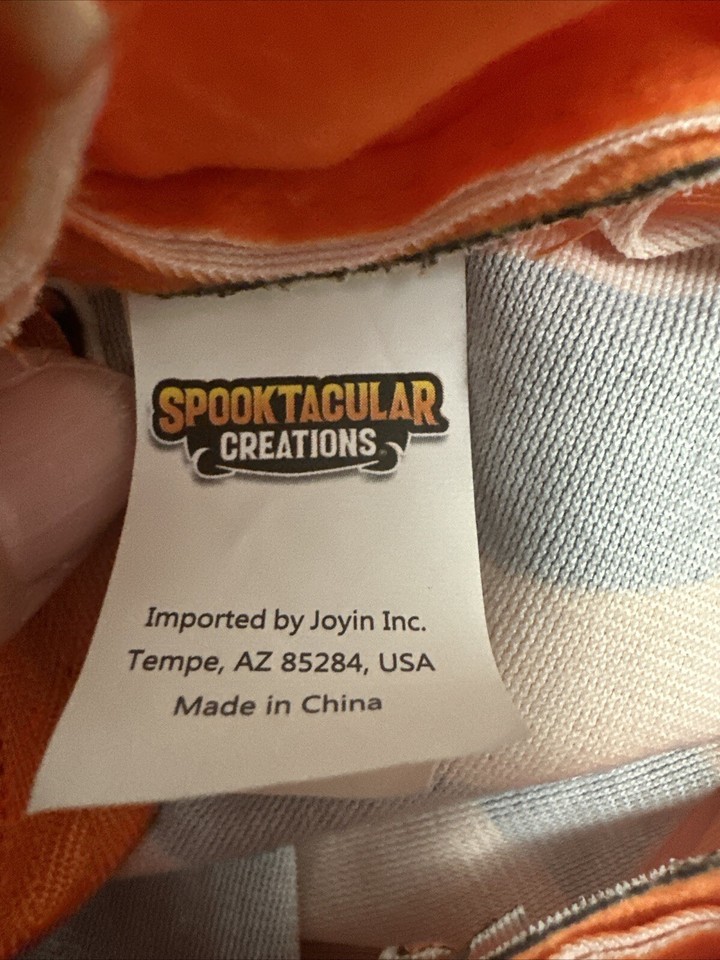 SPOOKTACULAR
CREATIONS
Imported by Joyin Inc.
Tempe, AZ 85284, USA
Made in China